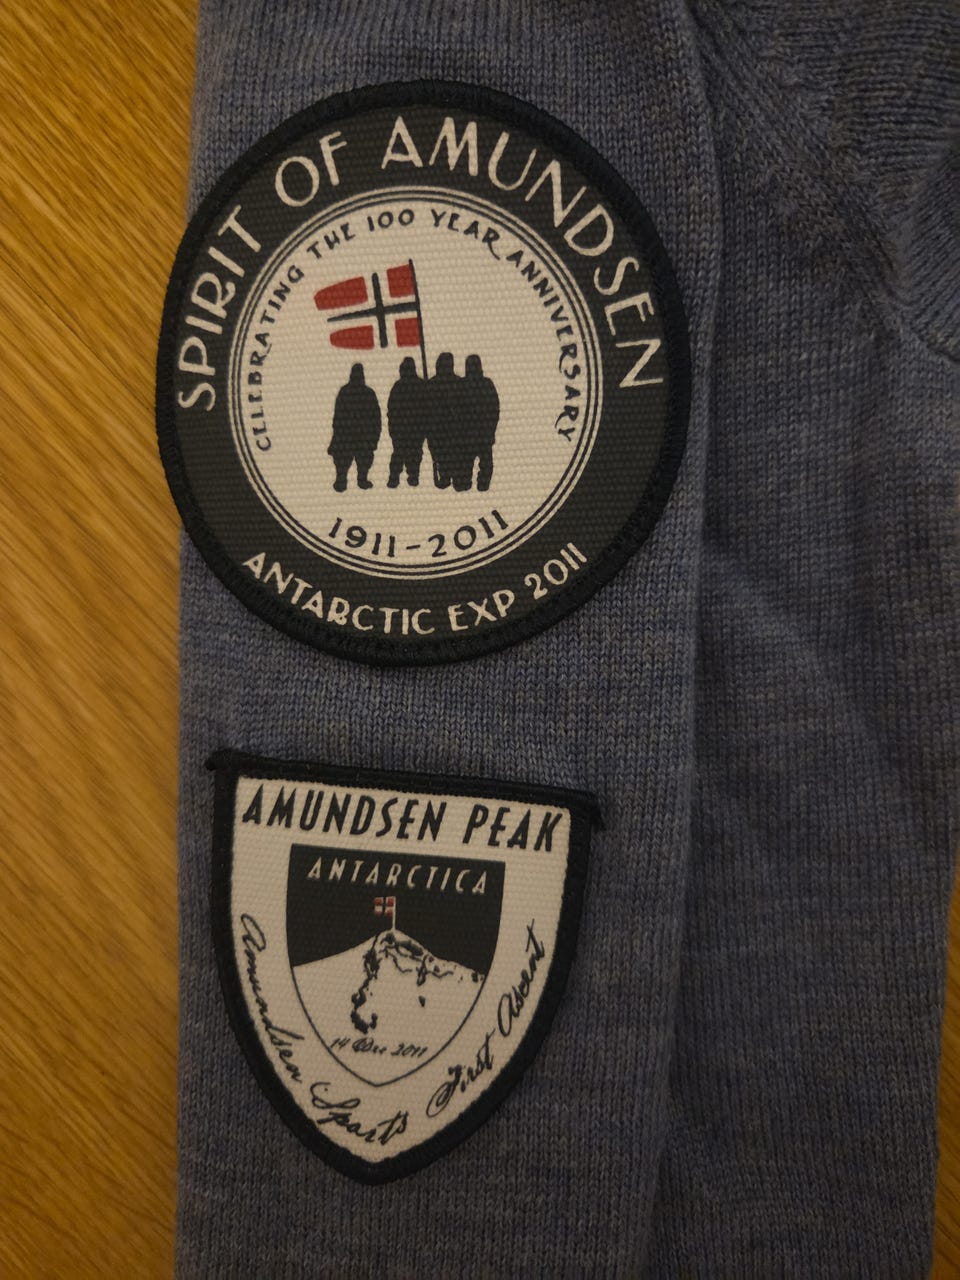 SPIRIT OF AMUNDSEN
CELEBRATING THE 100 YEAR ANNIVERSARY
1911-2011
ANTARCTIC EXP 2011
AMUNDSEN PEAK
ANTARCTICA
14 Dec 2011
Amundsen Sports First Ascent